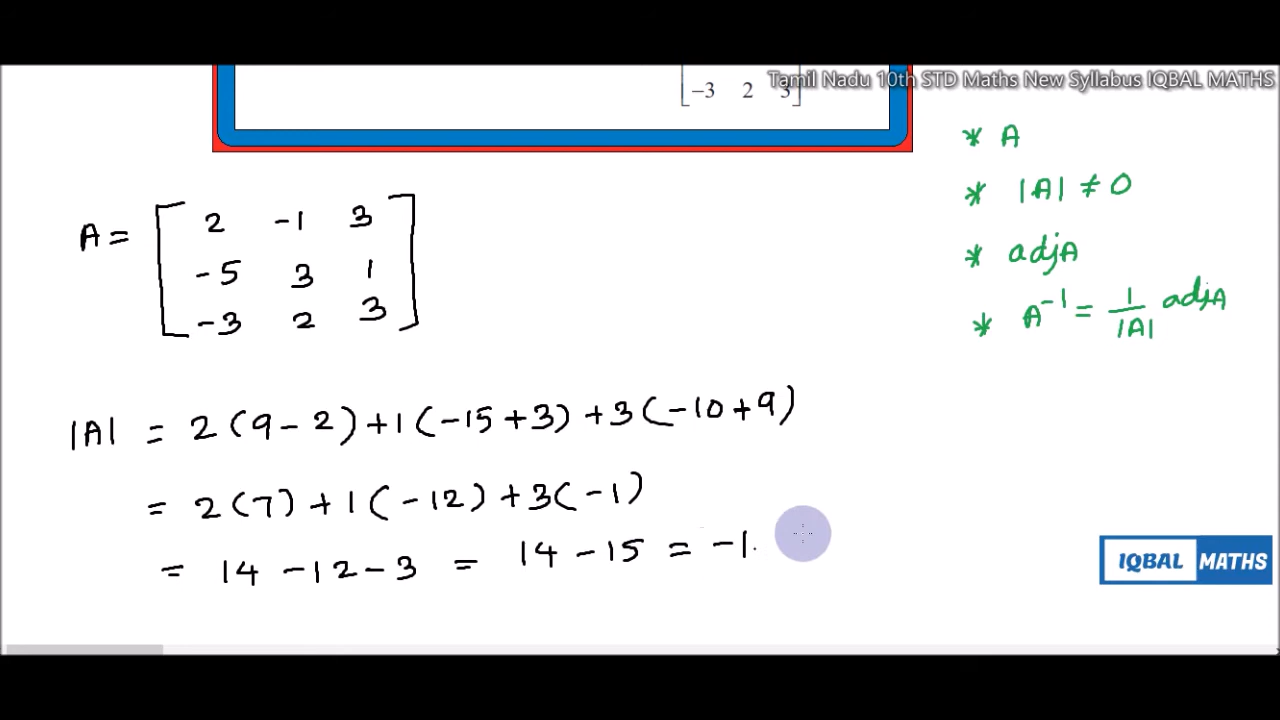 Tamil Nadu 10th STD Maths New Syllabus IQBAL MATHS
-3 2 3
* A
* |A| ≠ 0
* adjA
* A⁻¹ = 1/|A| adjA
A = [ 2 -1 3
-5 3 1
-3 2 3 ]
|A| = 2(9-2)+1(-15+3)+3(-10+9)
= 2(7)+1(-12)+3(-1)
= 14 -12-3 = 14 -15 = -1.
IQBAL MATHS